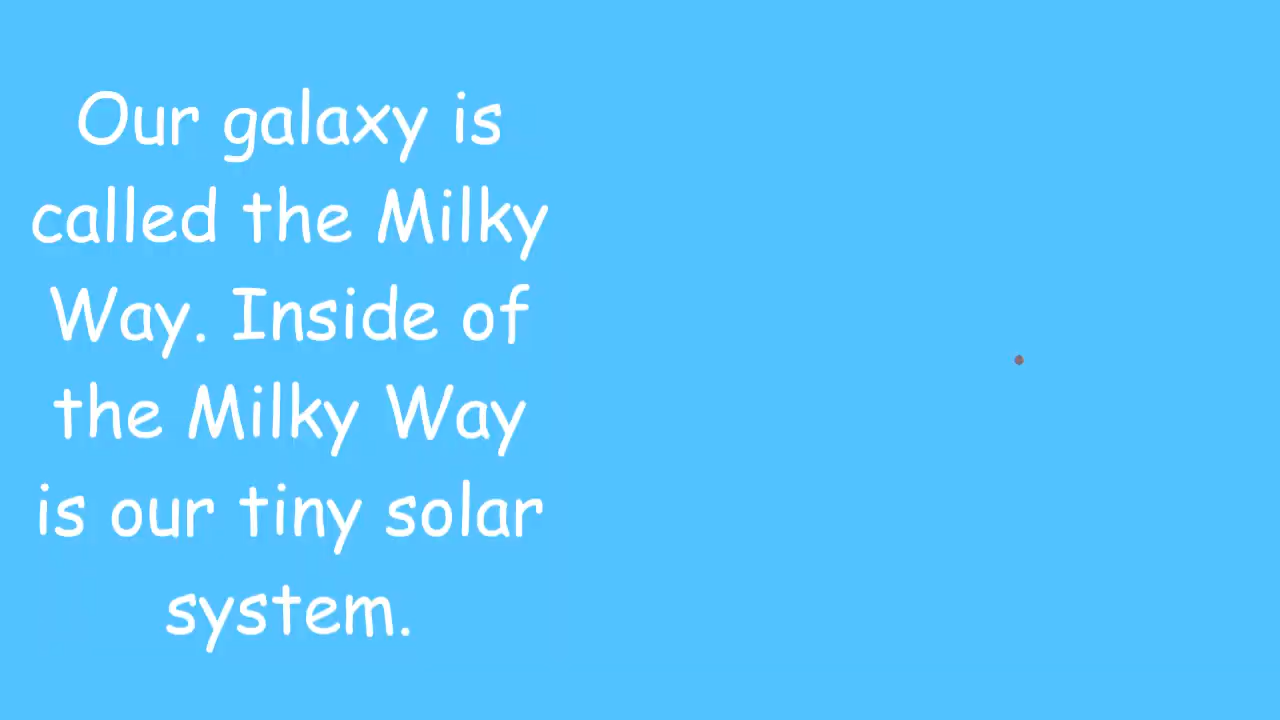 Our galaxy is
called the Milky
Way. Inside of
the Milky Way
is our tiny solar
system.